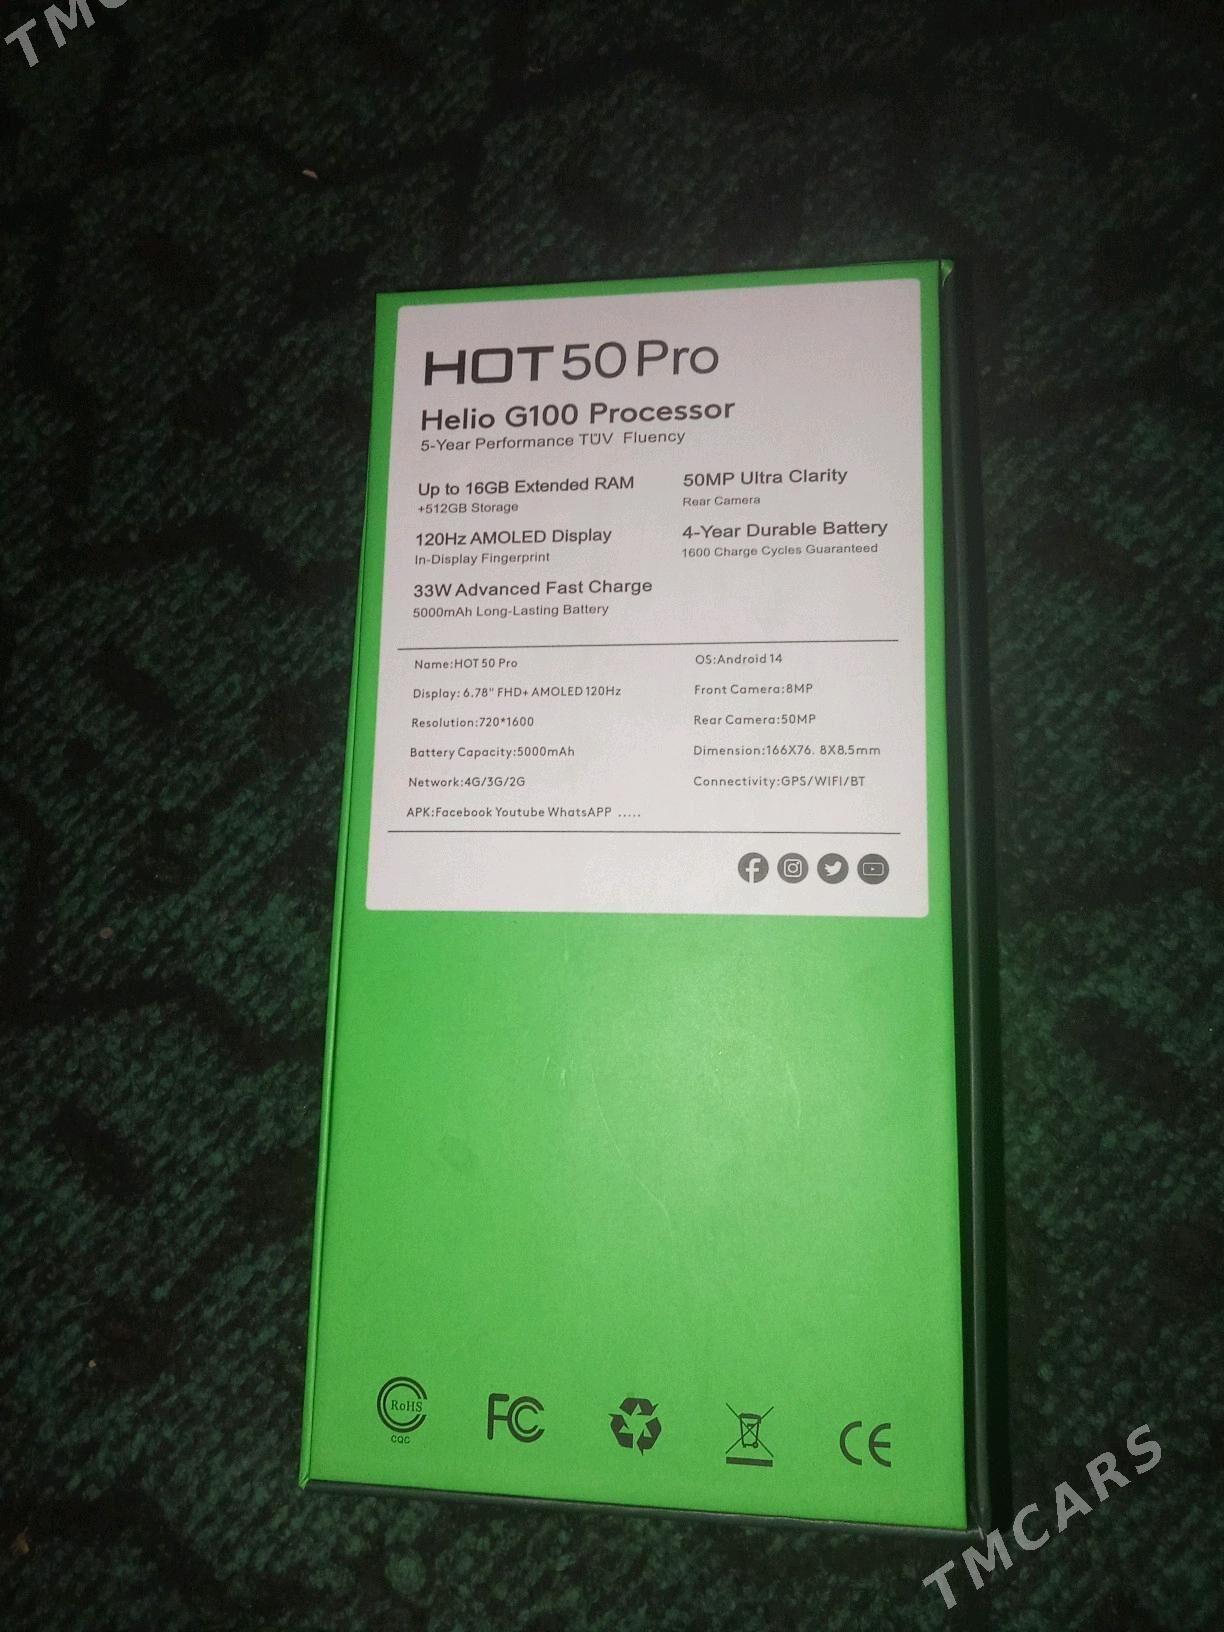 TMC
HOT 50 Pro
Helio G100 Processor
5-Year Performance TÜV Fluency
Up to 16GB Extended RAM
+512GB Storage
50MP Ultra Clarity
Rear Camera
120Hz AMOLED Display
In-Display Fingerprint
4-Year Durable Battery
1600 Charge Cycles Guaranteed
33W Advanced Fast Charge
5000mAh Long-Lasting Battery
Name:HOT 50 Pro
OS:Android 14
Display: 6.78" FHD+ AMOLED 120Hz
Front Camera:8MP
Resolution:720*1600
Rear Camera:50MP
Battery Capacity:5000mAh
Dimension:166X76. 8X8.5mm
Network:4G/3G/2G
Connectivity:GPS/WIFI/BT
APK:Facebook Youtube WhatsAPP .....
RoHS
CQC
FC
CE
TMCARS